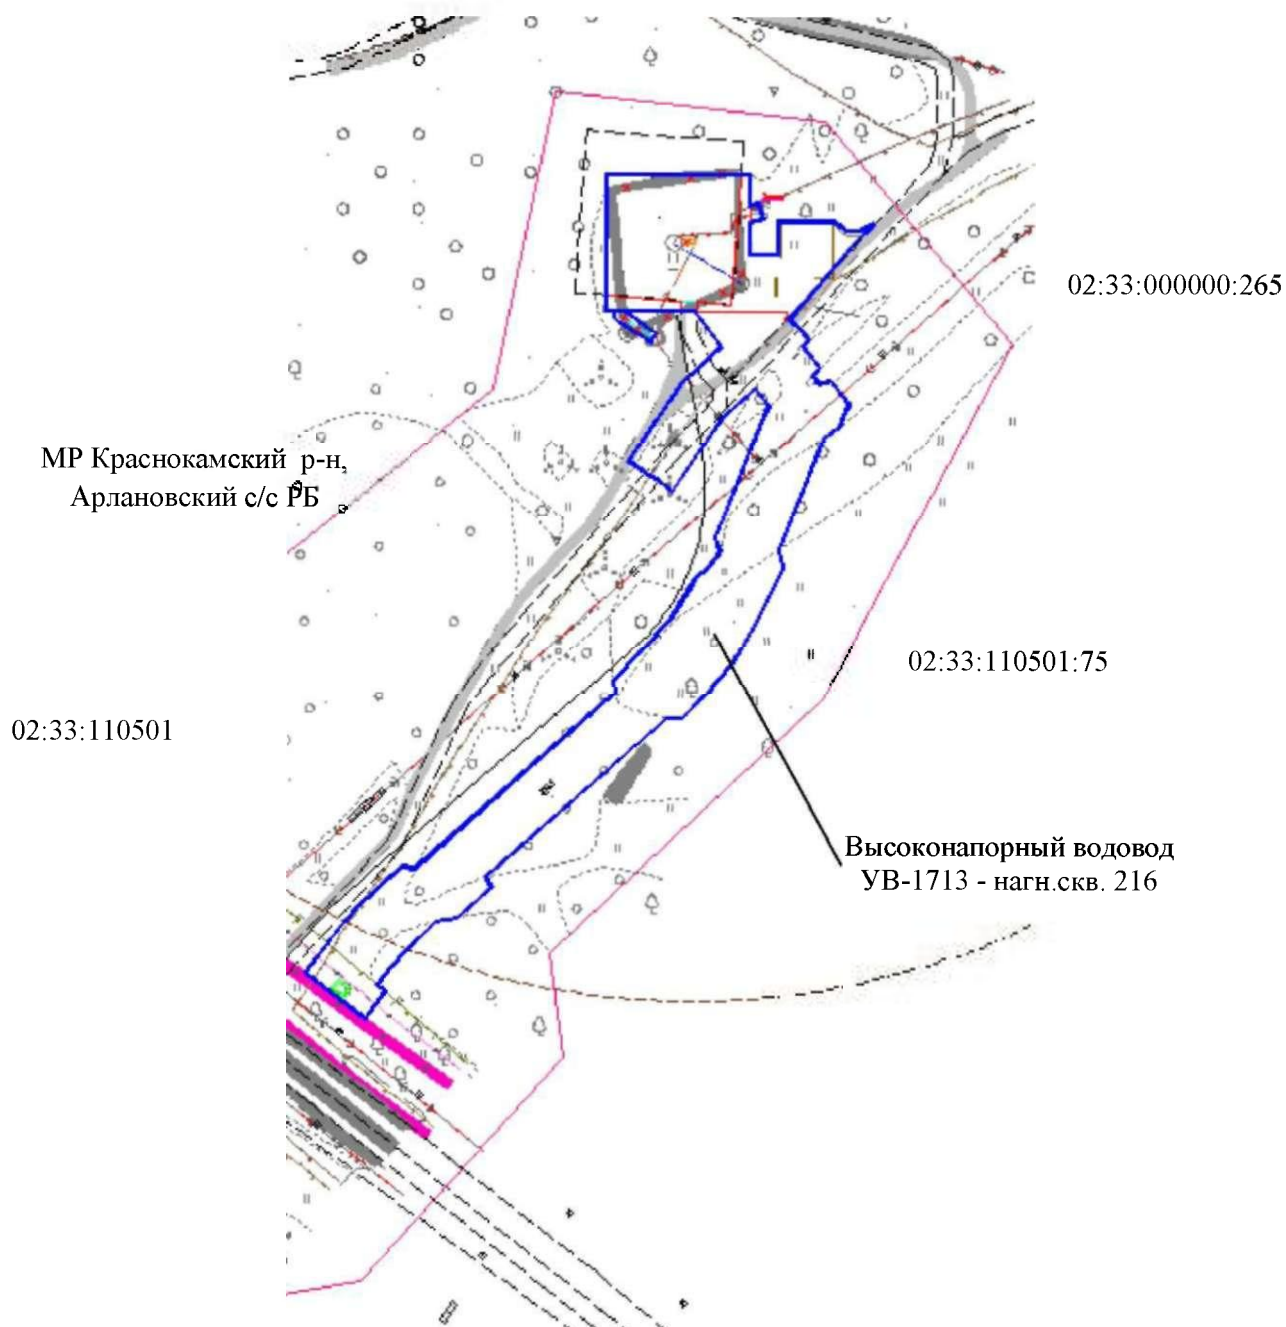 02:33:000000:265
МР Краснокамский р-н,
Арлановский с/с РБ
02:33:110501:75
02:33:110501
Высоконапорный водовод
УВ-1713 - нагн.скв. 216